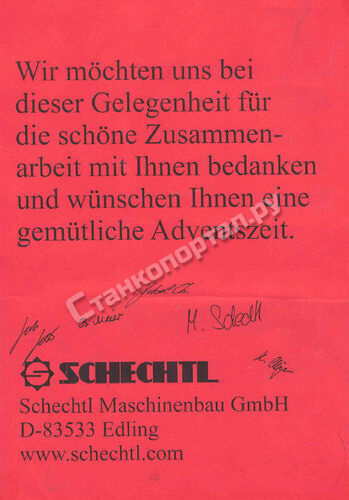 Wir möchten uns bei
dieser Gelegenheit für
die schöne Zusammen-
arbeit mit Ihnen bedanken
und wünschen Ihnen eine
gemütliche Adventszeit.
Станкопортал.ру
M. Schechtl
SCHECHTL
Schechtl Maschinenbau GmbH
D-83533 Edling
www.schechtl.com